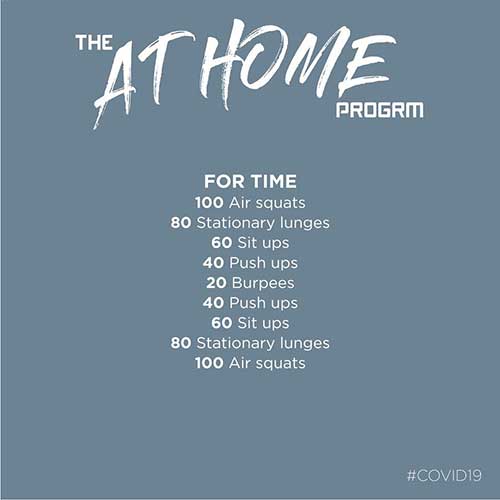 THE
AT HOME
PROGRM
FOR TIME
100 Air squats
80 Stationary lunges
60 Sit ups
40 Push ups
20 Burpees
40 Push ups
60 Sit ups
80 Stationary lunges
100 Air squats
#COVID19